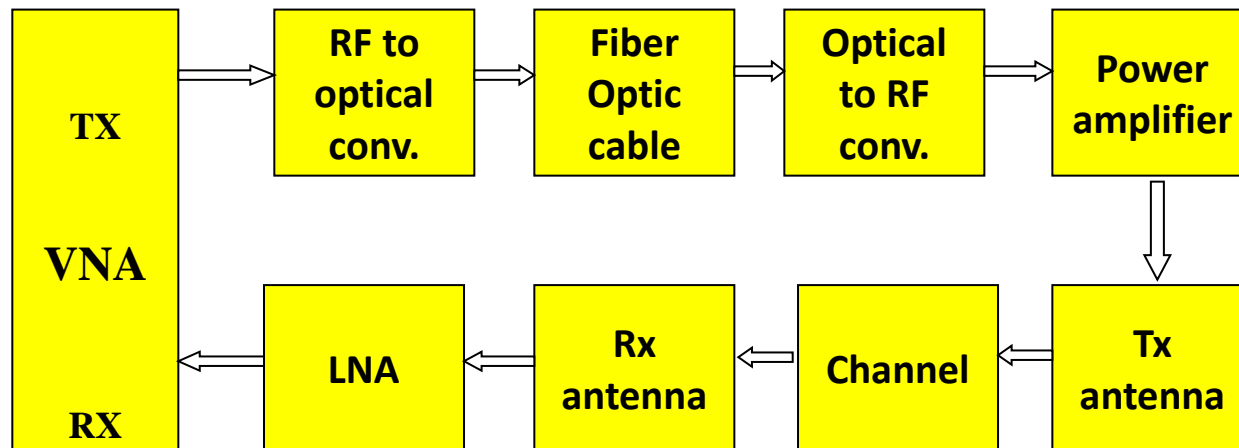 TX
VNA
RX
RF to
optical
conv.
Fiber
Optic
cable
Optical
to RF
conv.
Power
amplifier
Tx
antenna
Channel
Rx
antenna
LNA